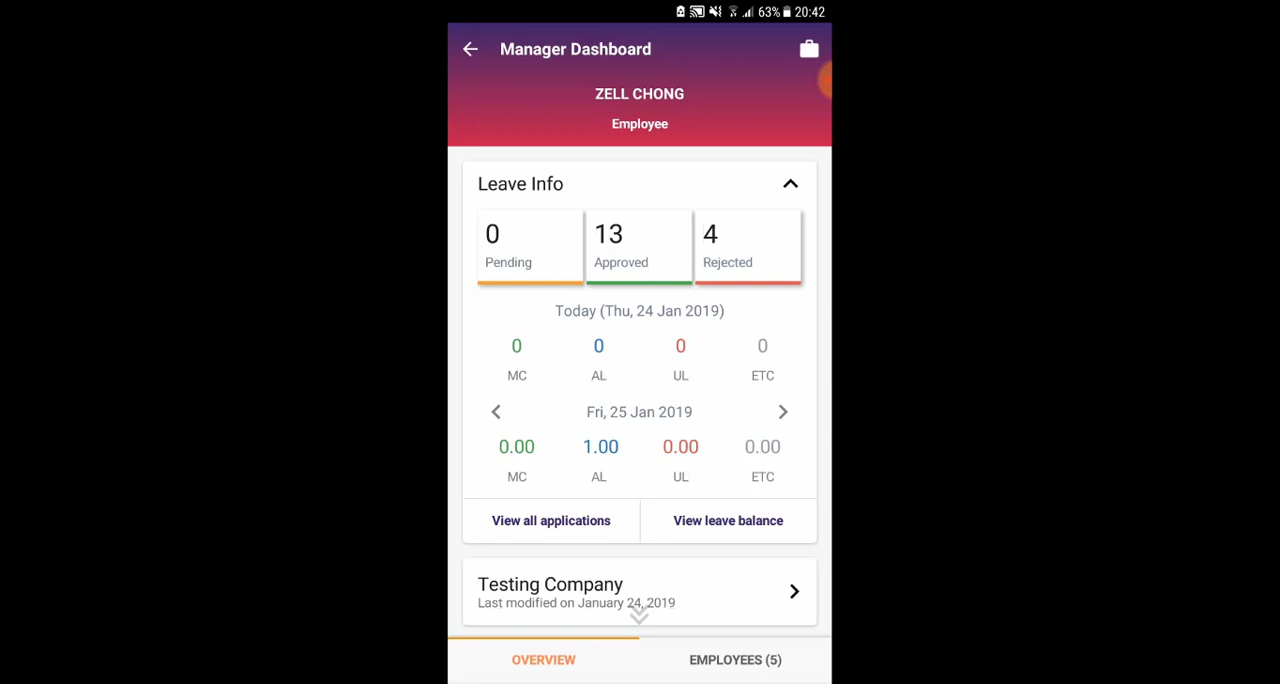 63% 20:42
Manager Dashboard
ZELL CHONG
Employee
Leave Info
0 13 4
Pending Approved Rejected
Today (Thu, 24 Jan 2019)
0 0 0 0
MC AL UL ETC
Fri, 25 Jan 2019
0.00 1.00 0.00 0.00
MC AL UL ETC
View all applications View leave balance
Testing Company
Last modified on January 24, 2019
OVERVIEW EMPLOYEES (5)